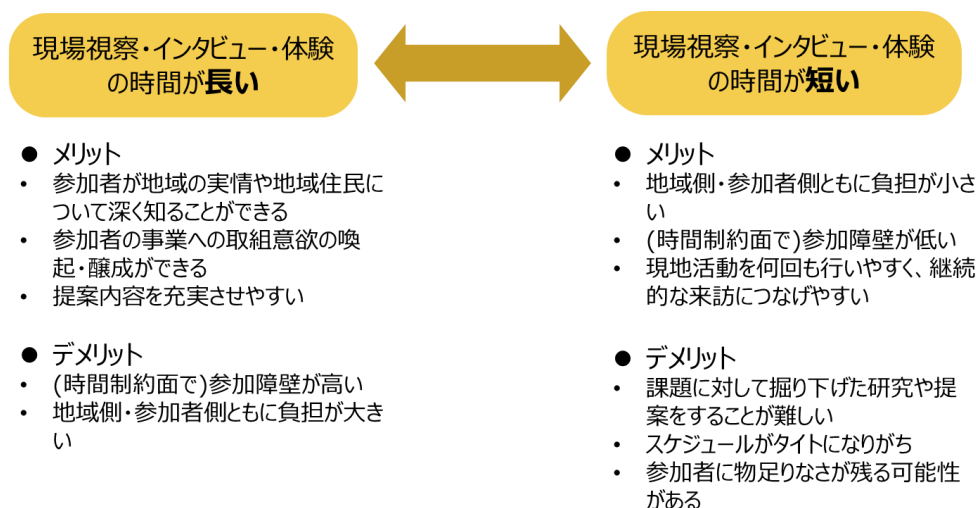 現場視察・インタビュー・体験
の時間が長い
● メリット
• 参加者が地域の実情や地域住民に
ついて深く知ることができる
• 参加者の事業への取組意欲の喚
起・醸成ができる
• 提案内容を充実させやすい
● デメリット
• (時間制約面で)参加障壁が高い
• 地域側・参加者側ともに負担が大き
い
現場視察・インタビュー・体験
の時間が短い
● メリット
• 地域側・参加者側ともに負担が小さ
い
• (時間制約面で)参加障壁が低い
• 現地活動を何回も行いやすく、継続
的な来訪につなげやすい
● デメリット
• 課題に対して掘り下げた研究や提
案をすることが難しい
• スケジュールがタイトになりがち
• 参加者に物足りなさが残る可能性
がある